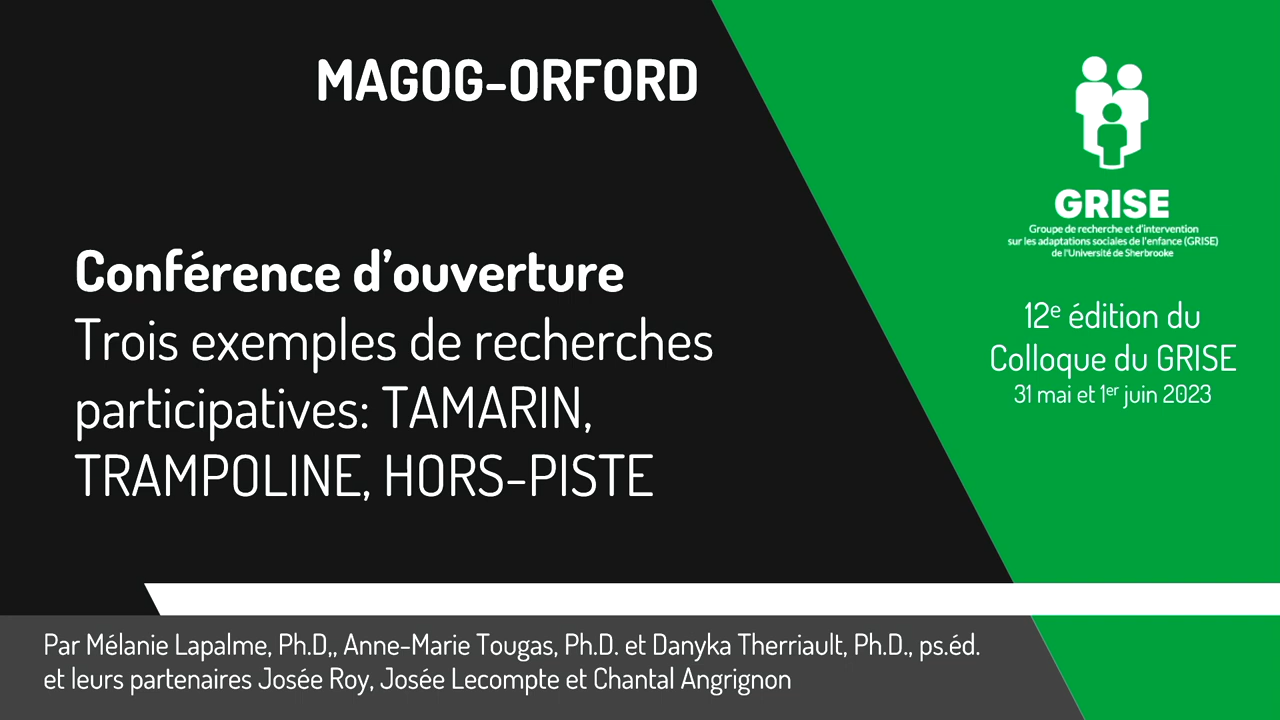 MAGOG-ORFORD
Conférence d'ouverture
Trois exemples de recherches
participatives: TAMARIN,
TRAMPOLINE, HORS-PISTE
GRISE
Groupe de recherche et d'intervention
sur les adaptations sociales de l'enfance (GRISE)
de l'Université de Sherbrooke
12e édition du
Colloque du GRISE
31 mai et 1er juin 2023
Par Mélanie Lapalme, Ph.D,, Anne-Marie Tougas, Ph.D. et Danyka Therriault, Ph.D., ps.éd.
et leurs partenaires Josée Roy, Josée Lecompte et Chantal Angrignon